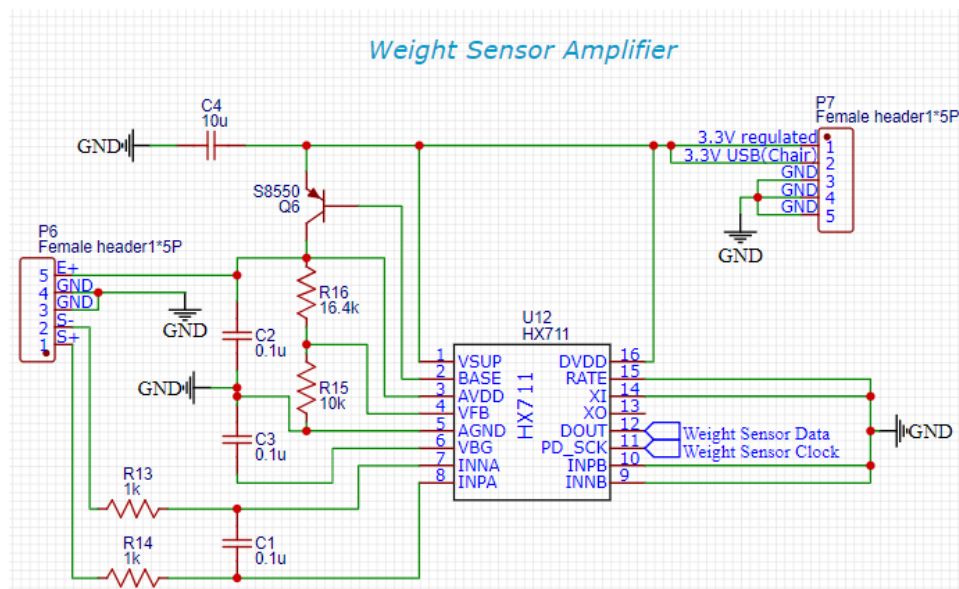 Weight Sensor Amplifier
C4
10u
GND
P7
Female header1*5P
3.3V regulated
1
3.3V USB(Chair)
2
GND
3
GND
4
GND
5
GND
S8550
Q6
P6
Female header1*5P
E+
5
GND
4
GND
3
S-
2
S+
1
GND
R16
16.4k
C2
0.1u
GND
R15
10k
C3
0.1u
U12
HX711
HX711
1 VSUP
2 BASE
3 AVDD
4 VFB
5 AGND
6 VBG
7 INNA
8 INPA
DVDD 16
RATE 15
XI 14
XO 13
DOUT 12
PD_SCK 11
INPB 10
INNB 9
Weight Sensor Data
Weight Sensor Clock
GND
R13
1k
R14
1k
C1
0.1u